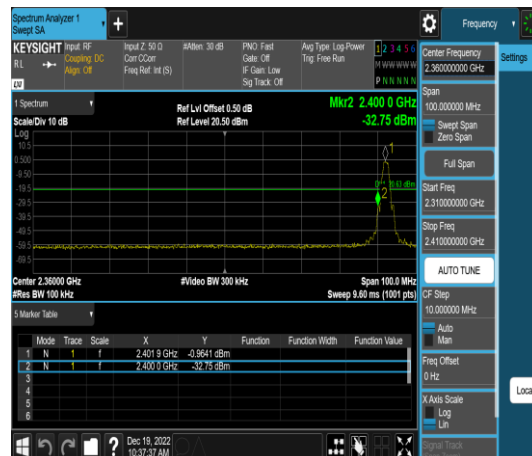 Spectrum Analyzer 1
Swept SA
+
Frequency
KEYSIGHT
RL
Input: RF
Coupling: DC
Align: Off
Input Z: 50 Ω
Corr CCorr
Freq Ref: Int (S)
#Atten: 30 dB
PNO: Fast
Gate: Off
IF Gain: Low
Sig Track: Off
Avg Type: Log-Power
Trig: Free Run
1 2 3 4 5 6
M W W W W W
P N N N N N
LXI
1 Spectrum
Scale/Div 10 dB
Ref Lvl Offset 0.50 dB
Ref Level 20.50 dBm
Mkr2 2.400 0 GHz
-32.75 dBm
Log
10.5
0.500
-9.50
-19.5
-29.5
-39.5
-49.5
-59.5
-69.5
1
2
Center 2.36000 GHz
#Res BW 100 kHz
#Video BW 300 kHz
Span 100.0 MHz
Sweep 9.60 ms (1001 pts)
5 Marker Table
Mode Trace Scale X Y Function Function Width Function Value
1 N 1 f 2.401 9 GHz -0.9641 dBm
2 N 1 f 2.400 0 GHz -32.75 dBm
3
4
5
6
Dec 19, 2022
10:37:37 AM
Center Frequency
2.360000000 GHz
Settings
Span
100.000000 MHz
Swept Span
Zero Span
Full Span
Start Freq
2.310000000 GHz
Stop Freq
2.410000000 GHz
AUTO TUNE
CF Step
10.000000 MHz
Auto
Man
Freq Offset
0 Hz
X Axis Scale
Log
Lin
Loca
Signal Track